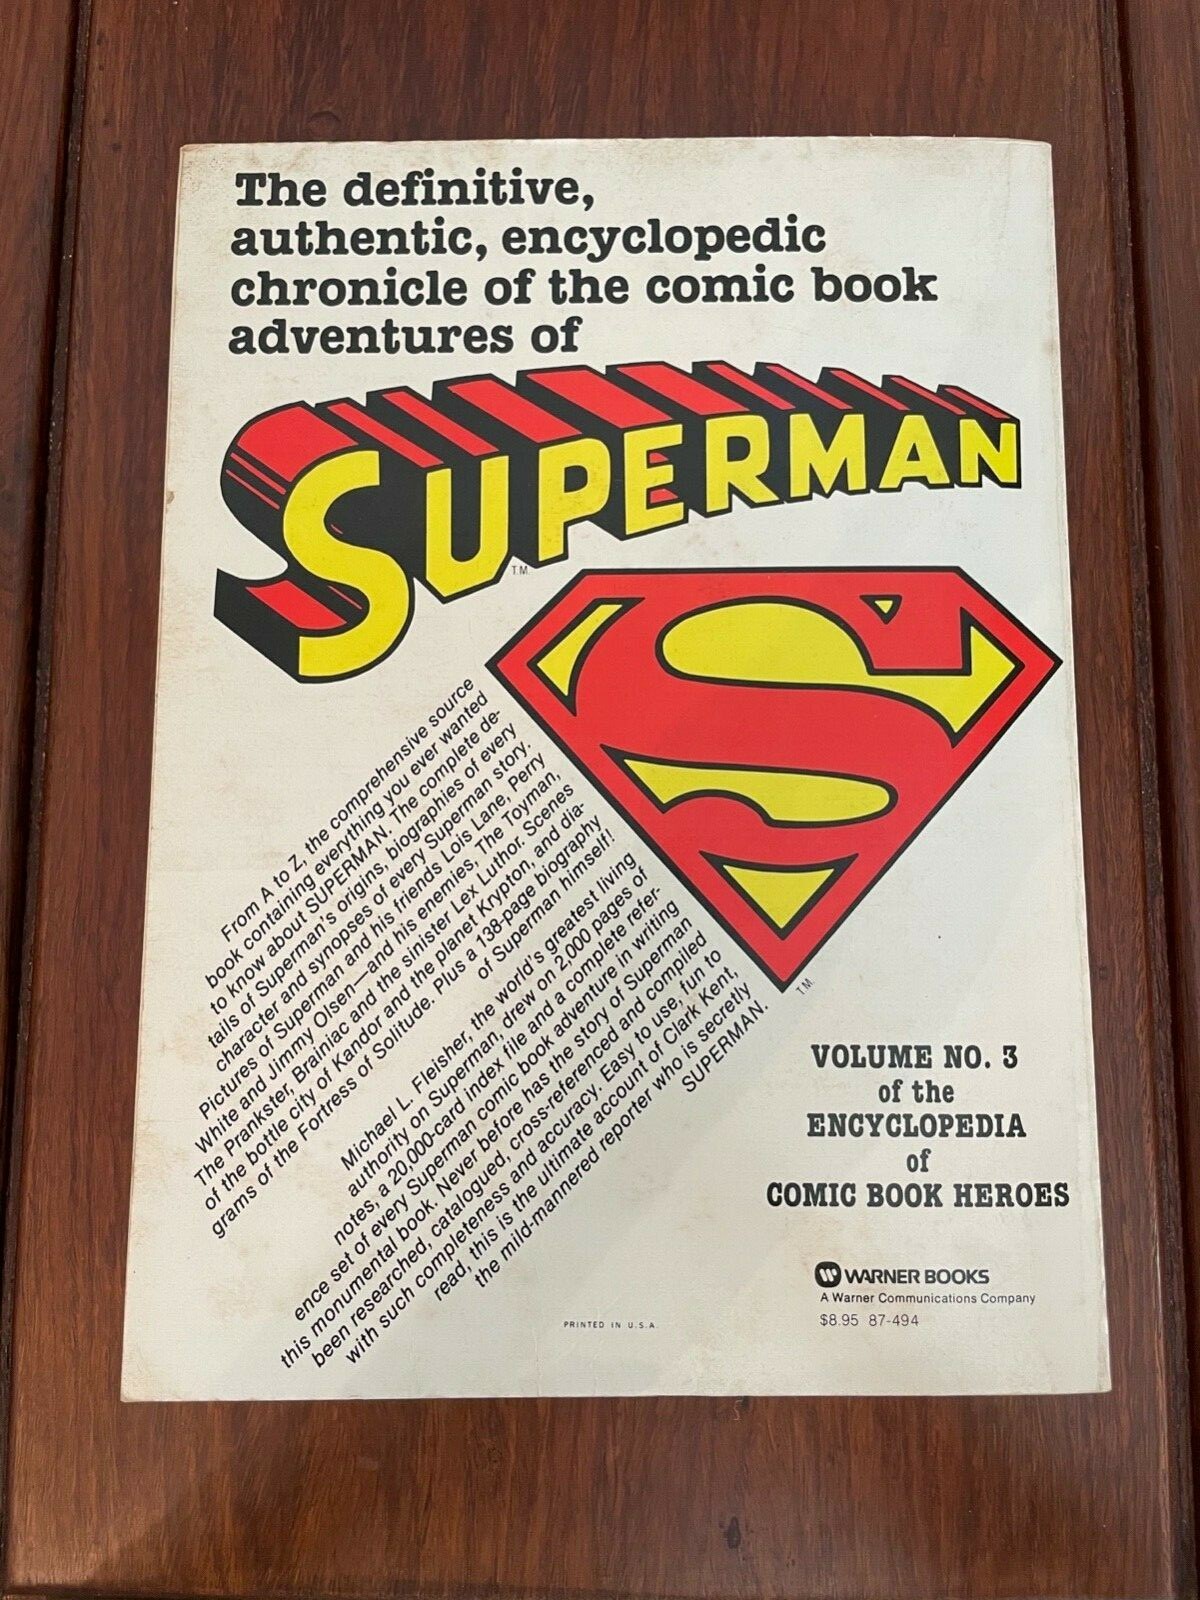 The definitive,
authentic, encyclopedic
chronicle of the comic book
adventures of
SUPERMAN
T.M.
S
T.M.
From A to Z, the comprehensive source
book containing everything you ever wanted
to know about SUPERMAN. The complete de-
tails of Superman's origins, biographies of every
character and synopses of every Superman story.
Pictures of Superman and his friends Lois Lane, Perry
White and Jimmy Olsen—and his enemies, The Toyman,
The Prankster, Brainiac and the sinister Lex Luthor. Scenes
of the bottle city of Kandor and the planet Krypton, and dia-
grams of the Fortress of Solitude. Plus a 138-page biography
of Superman himself!
Michael L. Fleisher, the world's greatest living
authority on Superman, drew on 2,000 pages of
notes, a 20,000-card index file and a complete refer-
ence set of every Superman comic book adventure in writing
this monumental book. Never before has the story of Superman
been researched, catalogued, cross-referenced and compiled
with such completeness and accuracy. Easy to use, fun to
read, this is the ultimate account of Clark Kent,
the mild-mannered reporter who is secretly
SUPERMAN.
VOLUME NO. 3
of the
ENCYCLOPEDIA
of
COMIC BOOK HEROES
WARNER BOOKS
A Warner Communications Company
$8.95 87-494
PRINTED IN U.S.A.